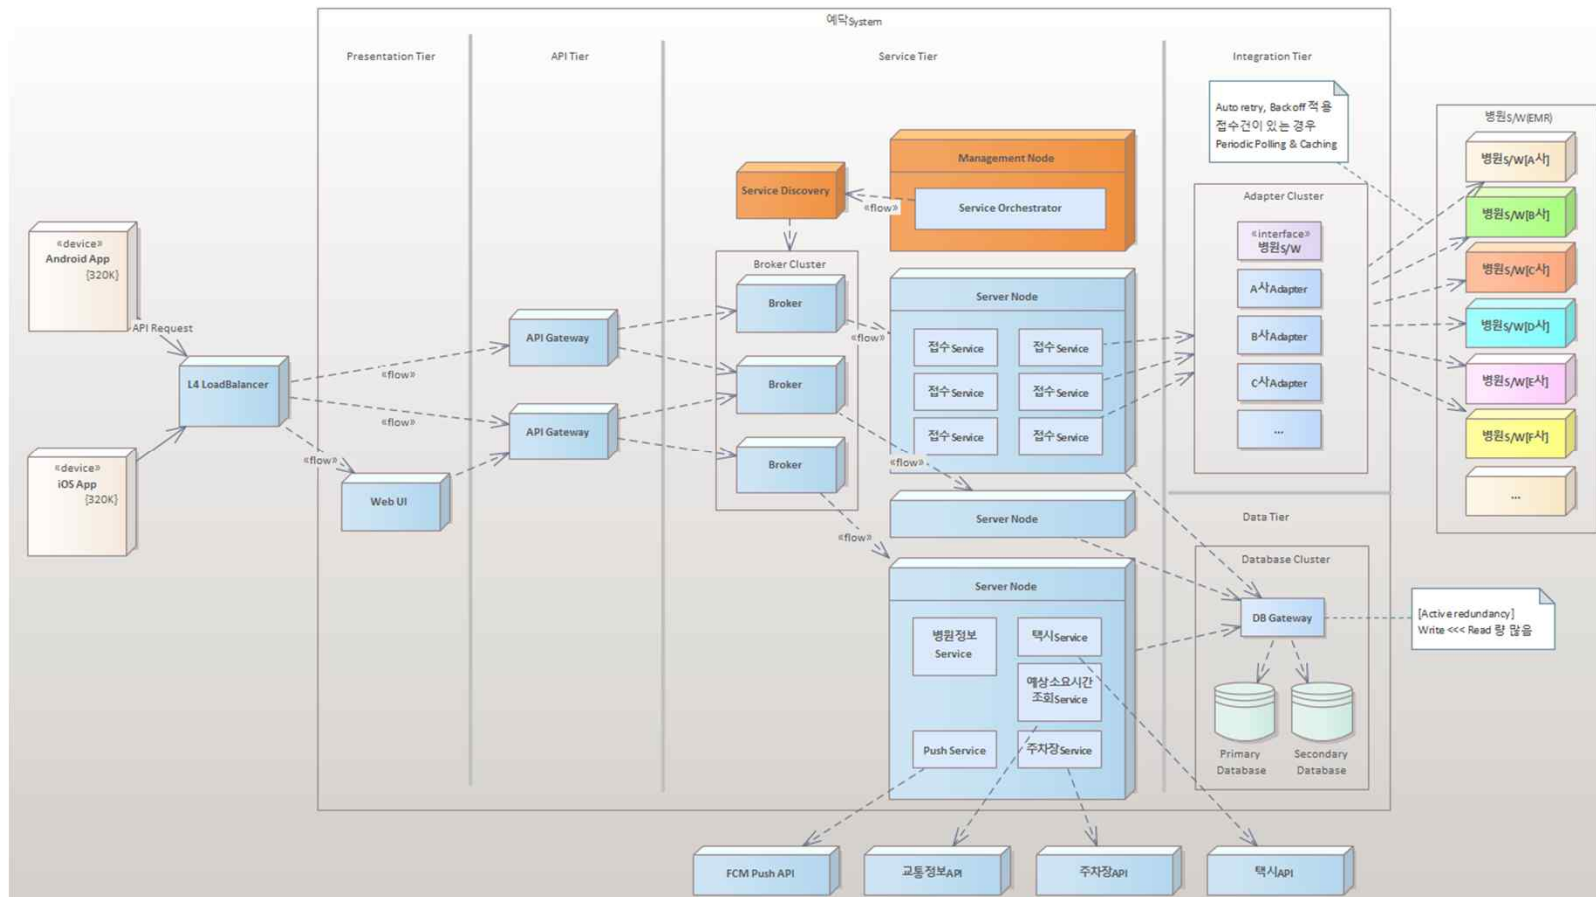 예닥System
Presentation Tier
API Tier
Service Tier
Integration Tier
Auto retry, Backoff 적용
접수건이 있는 경우
Periodic Polling & Caching
병원S/W(EMR)
병원S/W[A사]
병원S/W[B사]
병원S/W[C사]
병원S/W[D사]
병원S/W[E사]
병원S/W[F사]
...
Management Node
Service Orchestrator
«flow»
Service Discovery
Adapter Cluster
«interface»
병원S/W
A사Adapter
B사Adapter
C사Adapter
...
«device»
Android App
{320K}
API Request
L4 LoadBalancer
«device»
iOS App
{320K}
«flow»
«flow»
«flow»
Web UI
API Gateway
API Gateway
Broker Cluster
Broker
Broker
Broker
«flow»
«flow»
«flow»
Server Node
접수Service
접수Service
접수Service
접수Service
접수Service
접수Service
Server Node
Server Node
병원정보
Service
택시Service
예상소요시간
조회Service
Push Service
주차장Service
Data Tier
Database Cluster
DB Gateway
Primary
Database
Secondary
Database
[Active redundancy]
Write <<< Read 량 많음
FCM Push API
교통정보API
주차장API
택시API